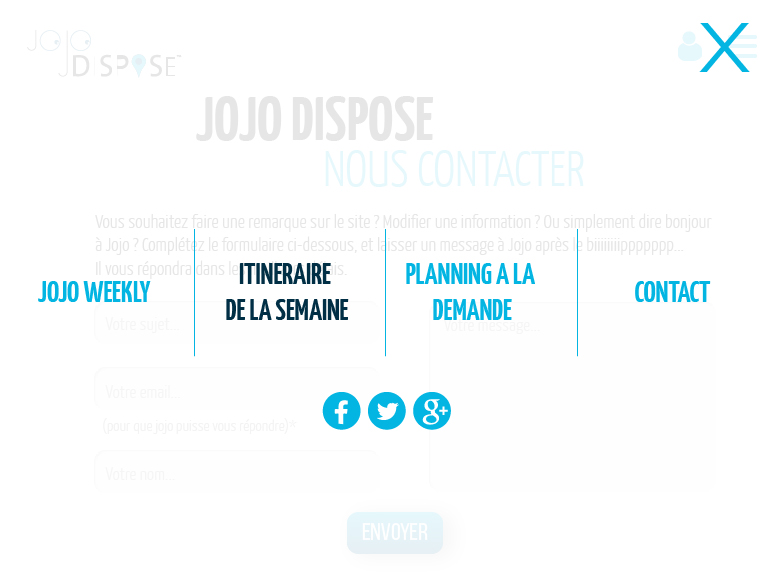 JOJO
DISPOSE™
JOJO DISPOSE
NOUS CONTACTER
Vous souhaitez faire une remarque sur le site ? Modifier une information ? Ou simplement dire bonjour
à Jojo ? Complétez le formulaire ci-dessous, et laisser un message à Jojo après le biiiiiiiippppppp...
Il vous répondra dans les
JOJO WEEKLY
ITINERAIRE
DE LA SEMAINE
PLANNING A LA
DEMANDE
CONTACT
Votre sujet...
Votre message...
Votre email...
(pour que jojo puisse vous répondre)*
Votre nom ...
ENVOYER